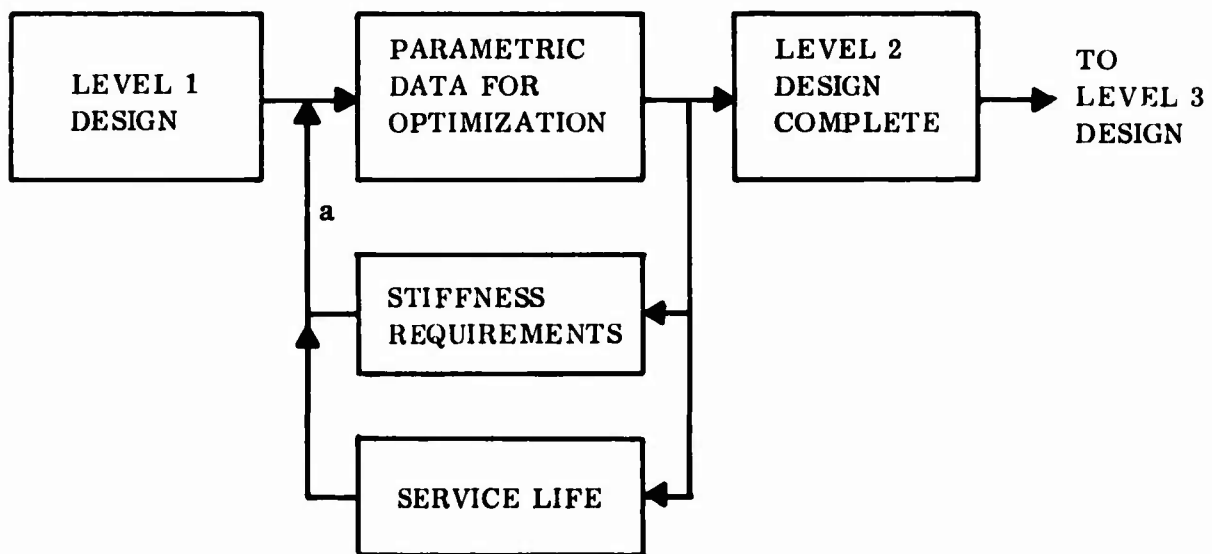 LEVEL 1
DESIGN
PARAMETRIC
DATA FOR
OPTIMIZATION
LEVEL 2
DESIGN
COMPLETE
TO
LEVEL 3
DESIGN
a
STIFFNESS
REQUIREMENTS
SERVICE LIFE